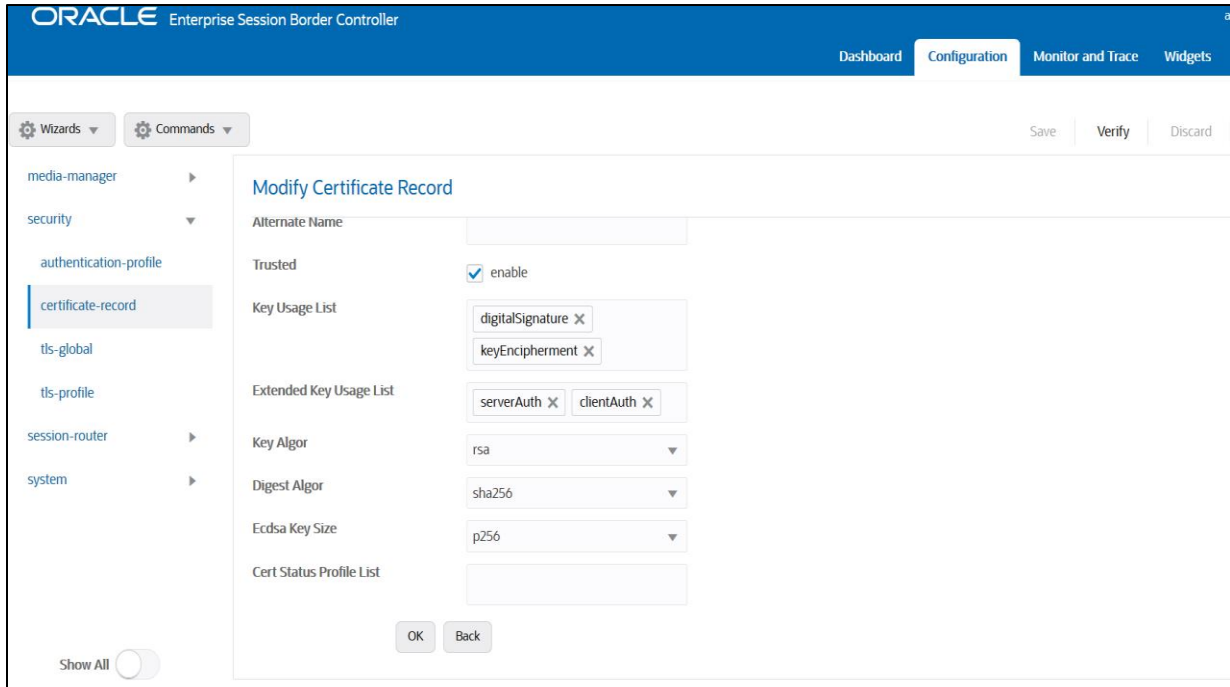 ORACLE Enterprise Session Border Controller
a
Dashboard Configuration Monitor and Trace Widgets
Wizards Commands
Save Verify Discard
media-manager
security
authentication-profile
certificate-record
tls-global
tls-profile
session-router
system
Show All
Modify Certificate Record
Alternate Name
Trusted enable
Key Usage List digitalSignature
keyEncipherment
Extended Key Usage List serverAuth clientAuth
Key Algor rsa
Digest Algor sha256
Ecdsa Key Size p256
Cert Status Profile List
OK Back